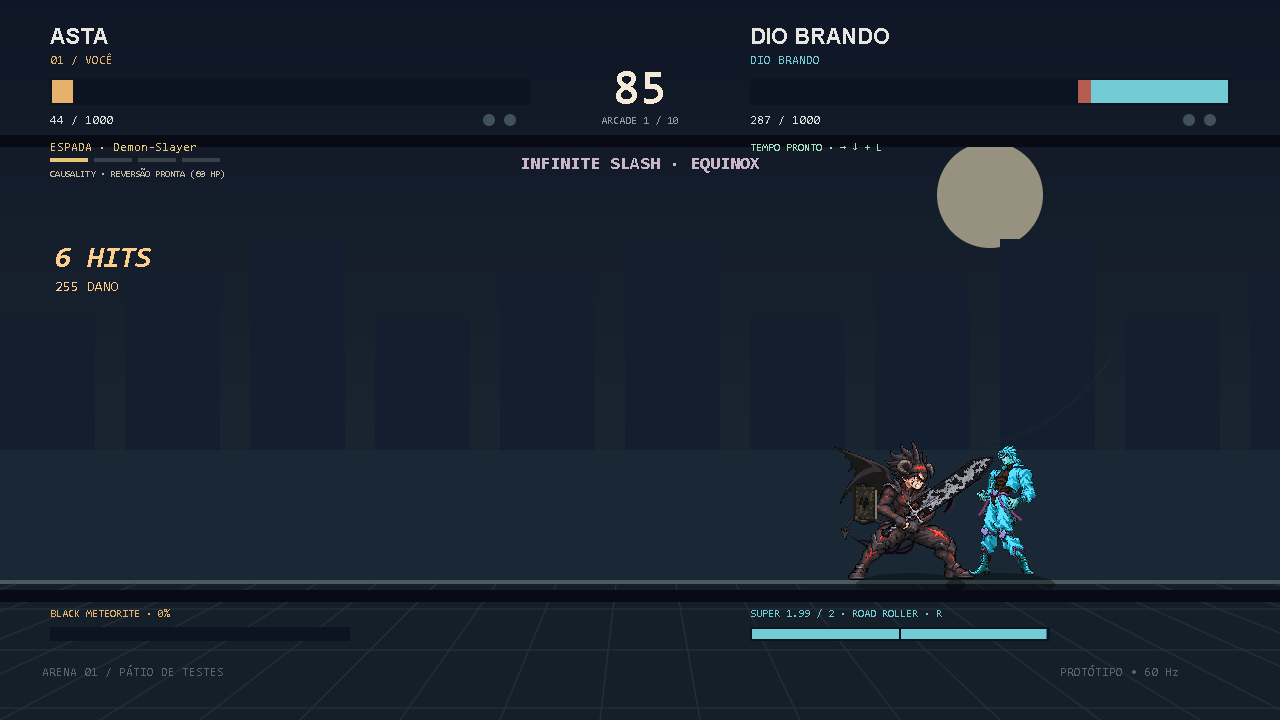 ASTA
01 / VOCÊ
44 / 1000
85
ARCADE 1 / 10
DIO BRANDO
DIO BRANDO
287 / 1000
ESPADA · Demon-Slayer
CAUSALITY · REVERSÃO PRONTA (60 HP)
INFINITE SLASH · EQUINOX
TEMPO PRONTO · → ↓ + L
6 HITS
255 DANO
BLACK METEORITE · 0%
SUPER 1.99 / 2 · ROAD ROLLER · R
ARENA 01 / PÁTIO DE TESTES
PROTÓTIPO • 60 Hz